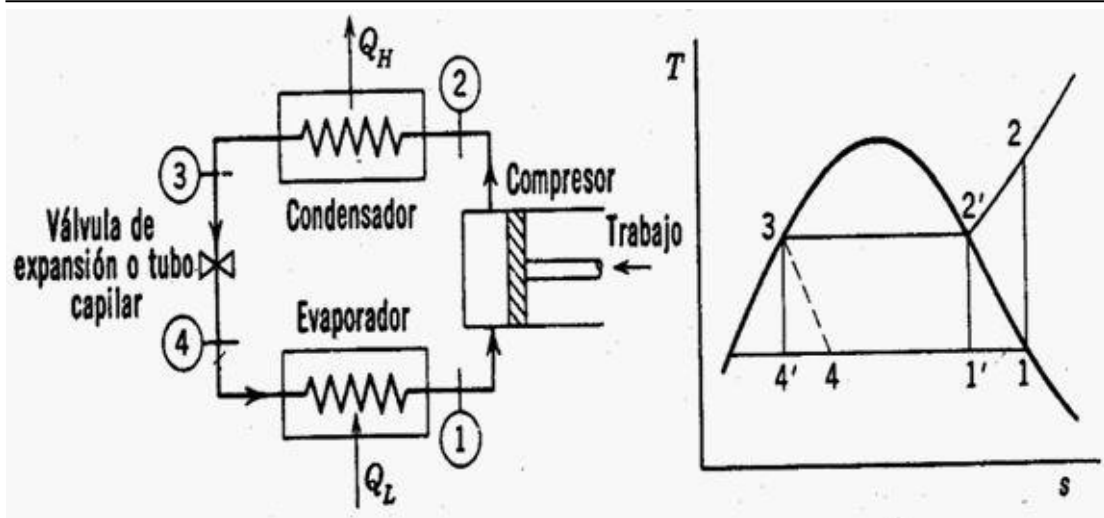 Q_H
2
3
Condensador
Compresor
Trabajo
Válvula de
expansión o tubo
capilar
4
Evaporador
1
Q_L
T
2
2'
3
4'
4
1'
1
s